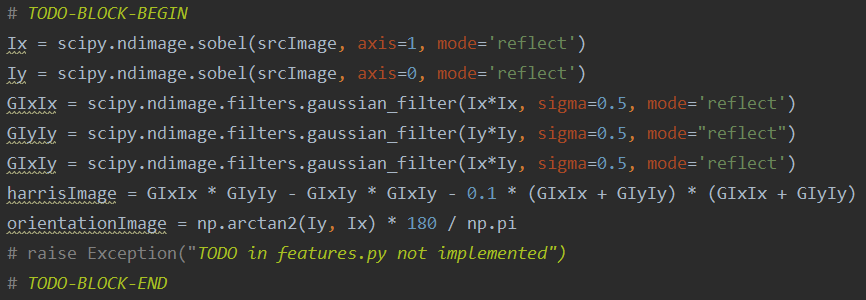 # TODO-BLOCK-BEGIN
Ix = scipy.ndimage.sobel(srcImage, axis=1, mode='reflect')
Iy = scipy.ndimage.sobel(srcImage, axis=0, mode='reflect')
GIxIx = scipy.ndimage.filters.gaussian_filter(Ix*Ix, sigma=0.5, mode='reflect')
GIyIy = scipy.ndimage.filters.gaussian_filter(Iy*Iy, sigma=0.5, mode="reflect")
GIxIy = scipy.ndimage.filters.gaussian_filter(Ix*Iy, sigma=0.5, mode='reflect')
harrisImage = GIxIx * GIyIy - GIxIy * GIxIy - 0.1 * (GIxIx + GIyIy) * (GIxIx + GIyIy)
orientationImage = np.arctan2(Iy, Ix) * 180 / np.pi
# raise Exception("TODO in features.py not implemented")
# TODO-BLOCK-END